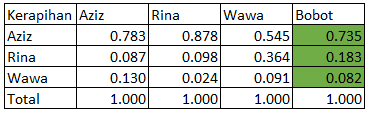 Kerapihan Aziz Rina Wawa Bobot
Aziz 0.783 0.878 0.545 0.735
Rina 0.087 0.098 0.364 0.183
Wawa 0.130 0.024 0.091 0.082
Total 1.000 1.000 1.000 1.000